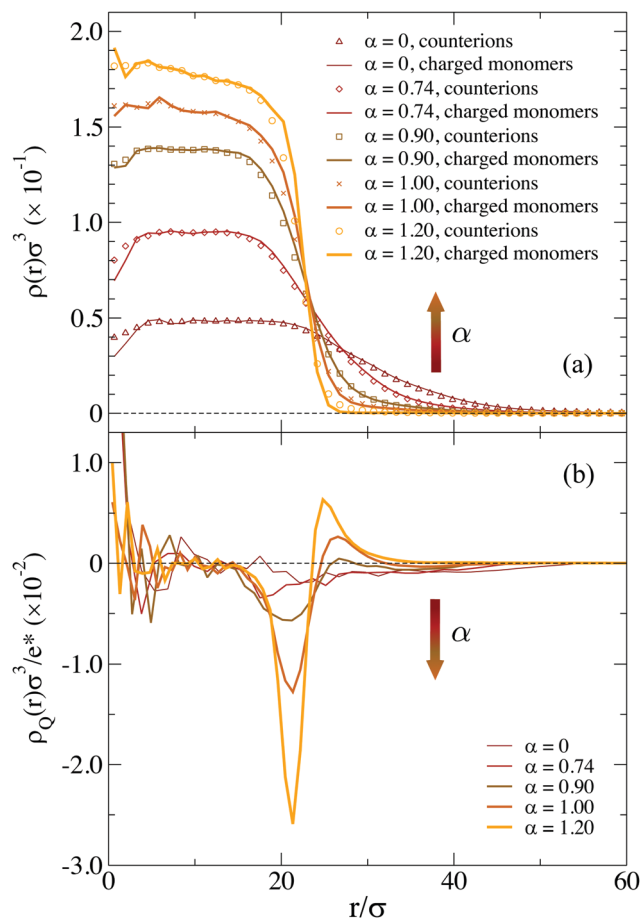 2.0
1.5
1.0
0.5
0
ρ(r)σ³ (× 10⁻¹)
α = 0, counterions
α = 0, charged monomers
α = 0.74, counterions
α = 0.74, charged monomers
α = 0.90, counterions
α = 0.90, charged monomers
α = 1.00, counterions
α = 1.00, charged monomers
α = 1.20, counterions
α = 1.20, charged monomers
α
(a)
(b)
1.0
0
-1.0
-2.0
-3.0
ρ_Q(r)σ³/e* (×10⁻²)
α
α = 0
α = 0.74
α = 0.90
α = 1.00
α = 1.20
0 20 40 60
r/σ